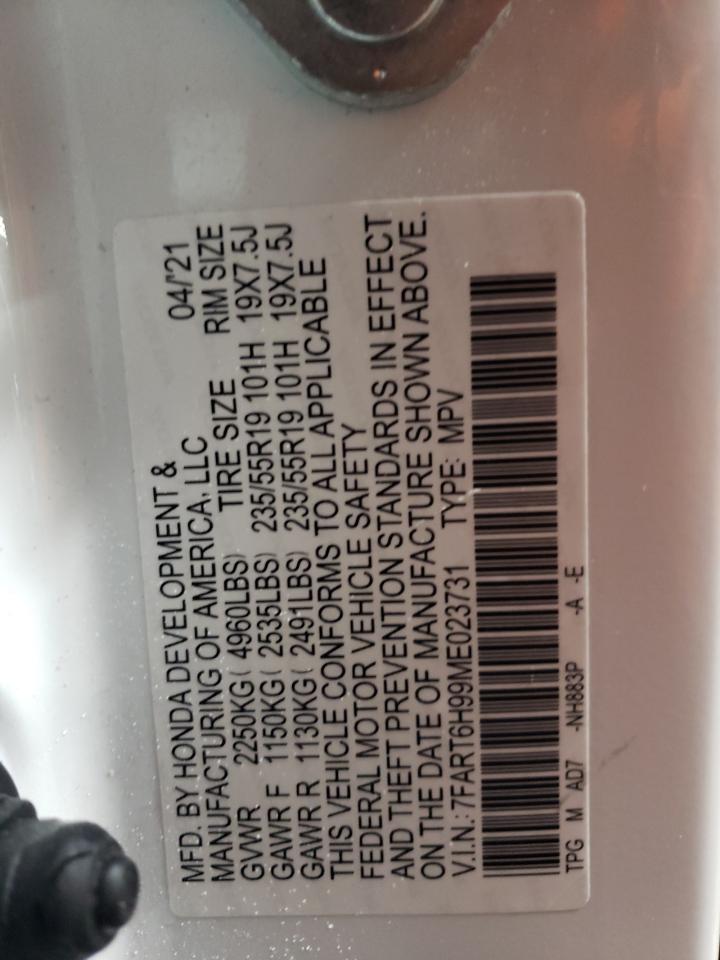 MFD. BY HONDA DEVELOPMENT &
MANUFACTURING OF AMERICA, LLC 04/'21
GVWR 2250KG ( 4960LBS) TIRE SIZE RIM SIZE
GAWR F 1150KG ( 2535LBS) 235/55R19 101H 19X7.5J
GAWR R 1130KG ( 2491LBS) 235/55R19 101H 19X7.5J
THIS VEHICLE CONFORMS TO ALL APPLICABLE
FEDERAL MOTOR VEHICLE SAFETY
AND THEFT PREVENTION STANDARDS IN EFFECT
ON THE DATE OF MANUFACTURE SHOWN ABOVE.
V.I.N.: 7FART6H99ME023731 TYPE: MPV
TPG M AD7 -NH883P -A -E